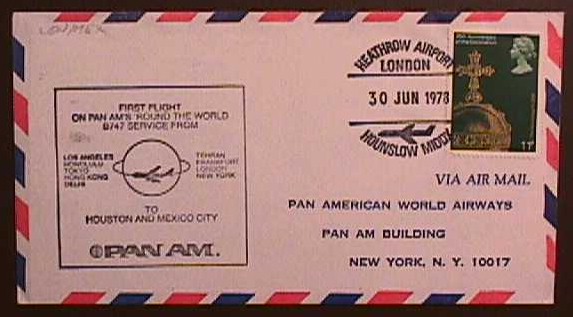 LON/MEX
HEATHROW AIRPORT
LONDON
30 JUN 1978
HOUNSLOW MIDDX
11P
FIRST FLIGHT
ON PAN AM'S 'ROUND THE WORLD
B747 SERVICE FROM
LOS ANGELES
HONOLULU
TOKYO
HONG KONG
DELHI
TEHRAN
FRANKFURT
LONDON
NEW YORK
TO
HOUSTON AND MEXICO CITY
PAN AM.
VIA AIR MAIL
PAN AMERICAN WORLD AIRWAYS
PAN AM BUILDING
NEW YORK, N. Y. 10017